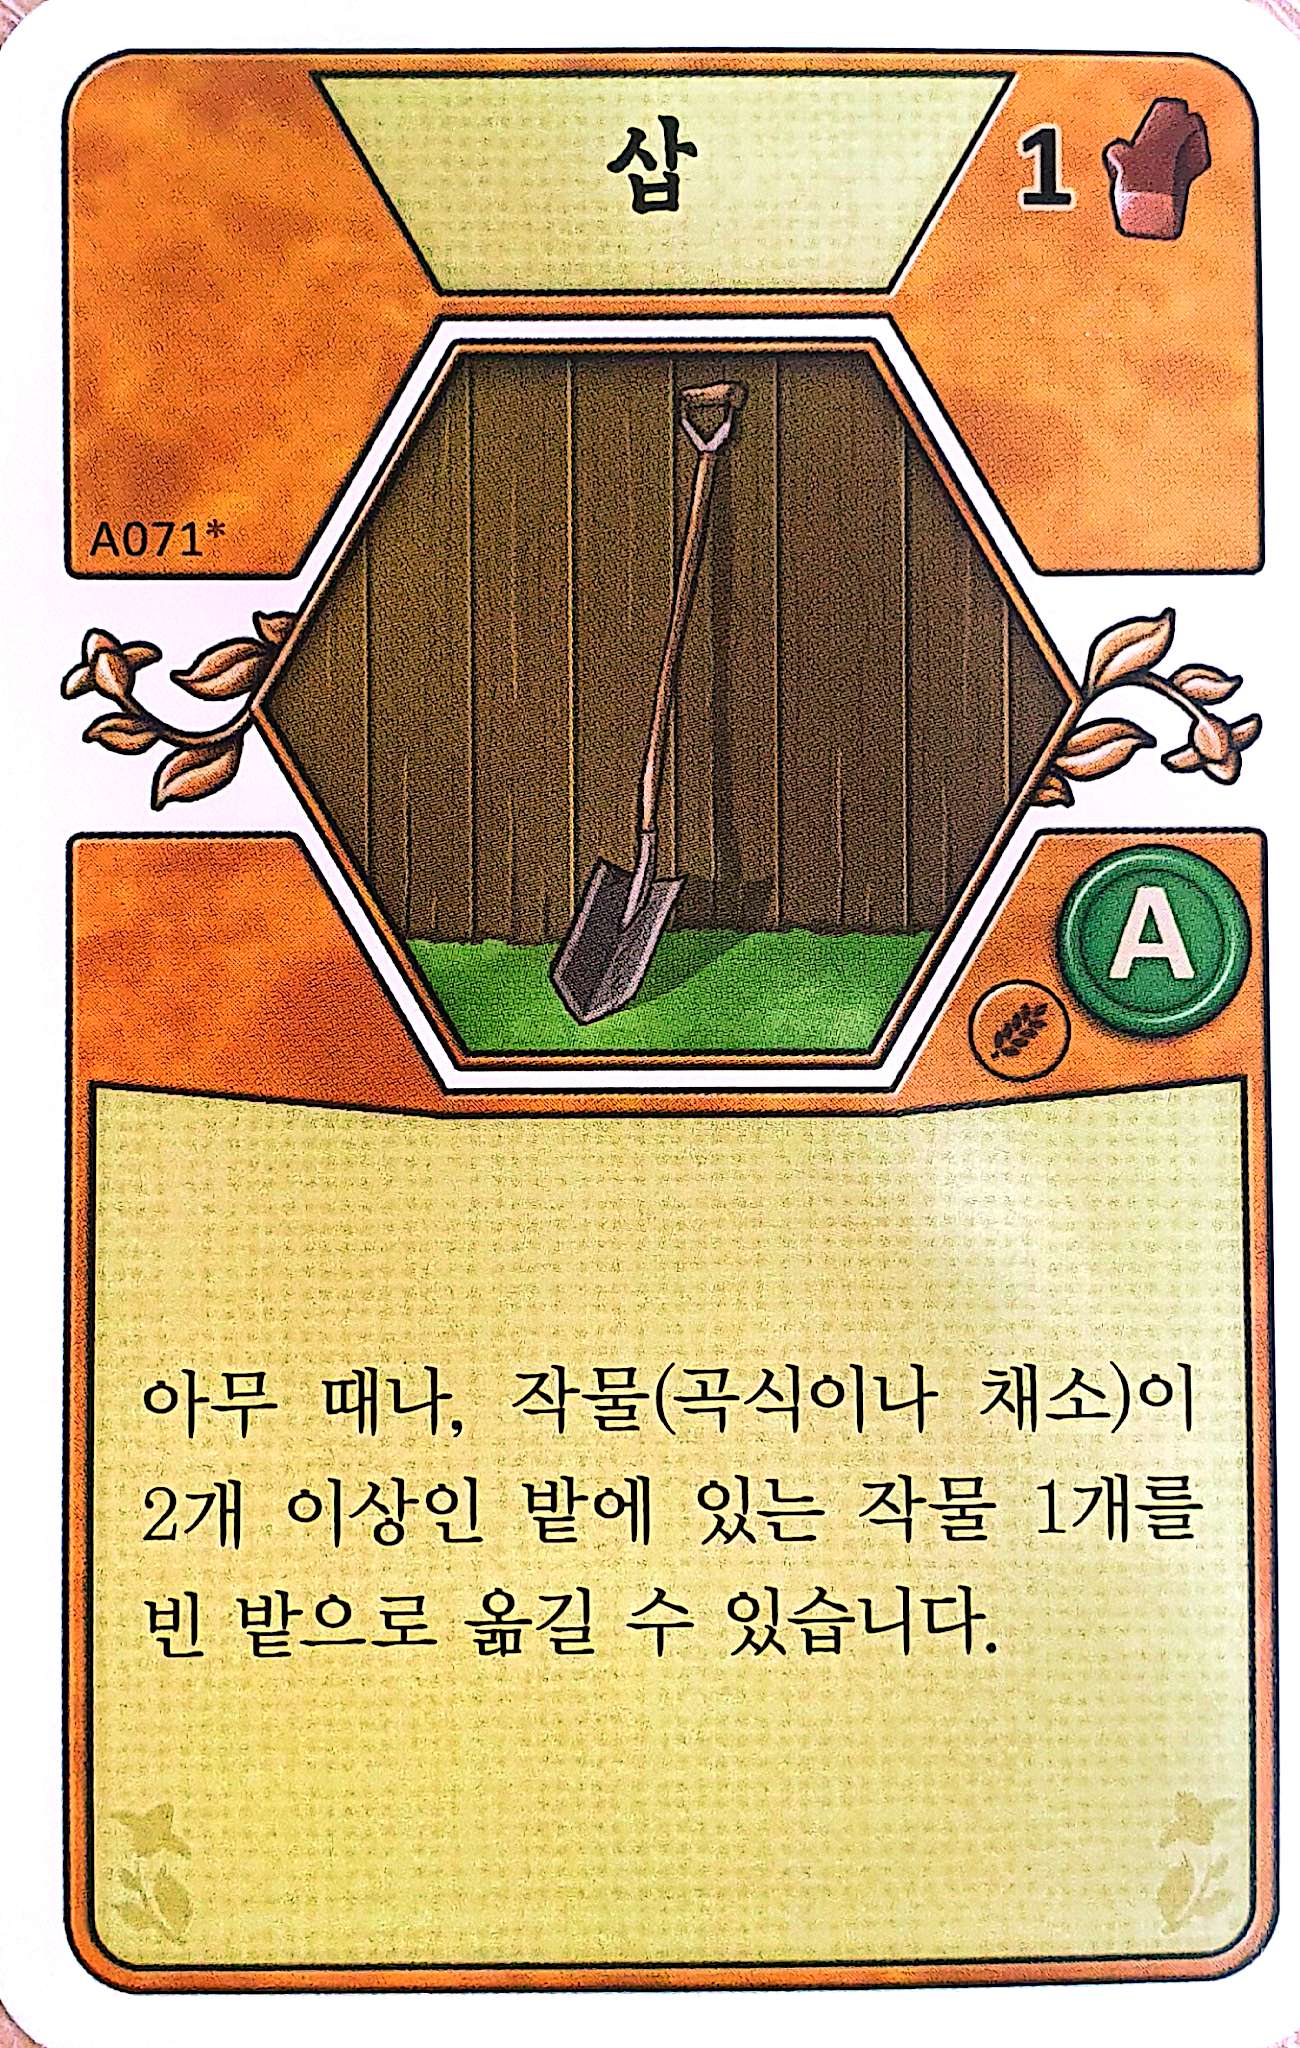 삽
1
A071*
A
아무 때나, 작물(곡식이나 채소)이
2개 이상인 밭에 있는 작물 1개를
빈 밭으로 옮길 수 있습니다.